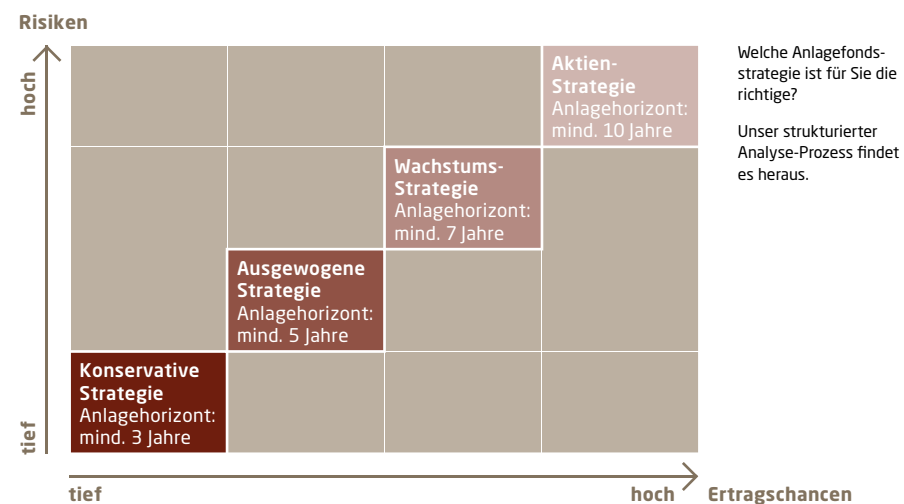 Risiken
hoch
tief
Aktien-
Strategie
Anlagehorizont:
mind. 10 Jahre
Wachstums-
Strategie
Anlagehorizont:
mind. 7 Jahre
Ausgewogene
Strategie
Anlagehorizont:
mind. 5 Jahre
Konservative
Strategie
Anlagehorizont:
mind. 3 Jahre
tief
hoch
Ertragschancen
Welche Anlagefonds-
strategie ist für Sie die
richtige?
Unser strukturierter
Analyse-Prozess findet
es heraus.